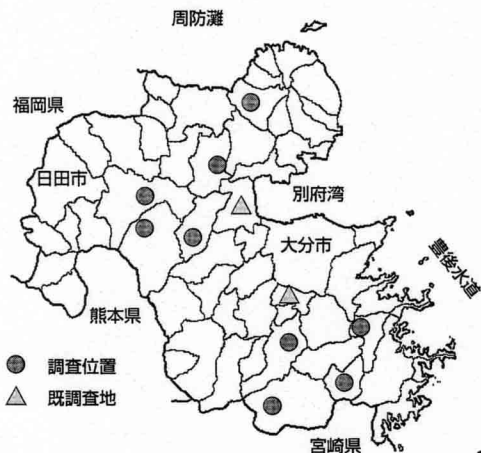 周防灘
福岡県
日田市
別府湾
大分市
豊後水道
熊本県
調査位置
既調査地
宮崎県